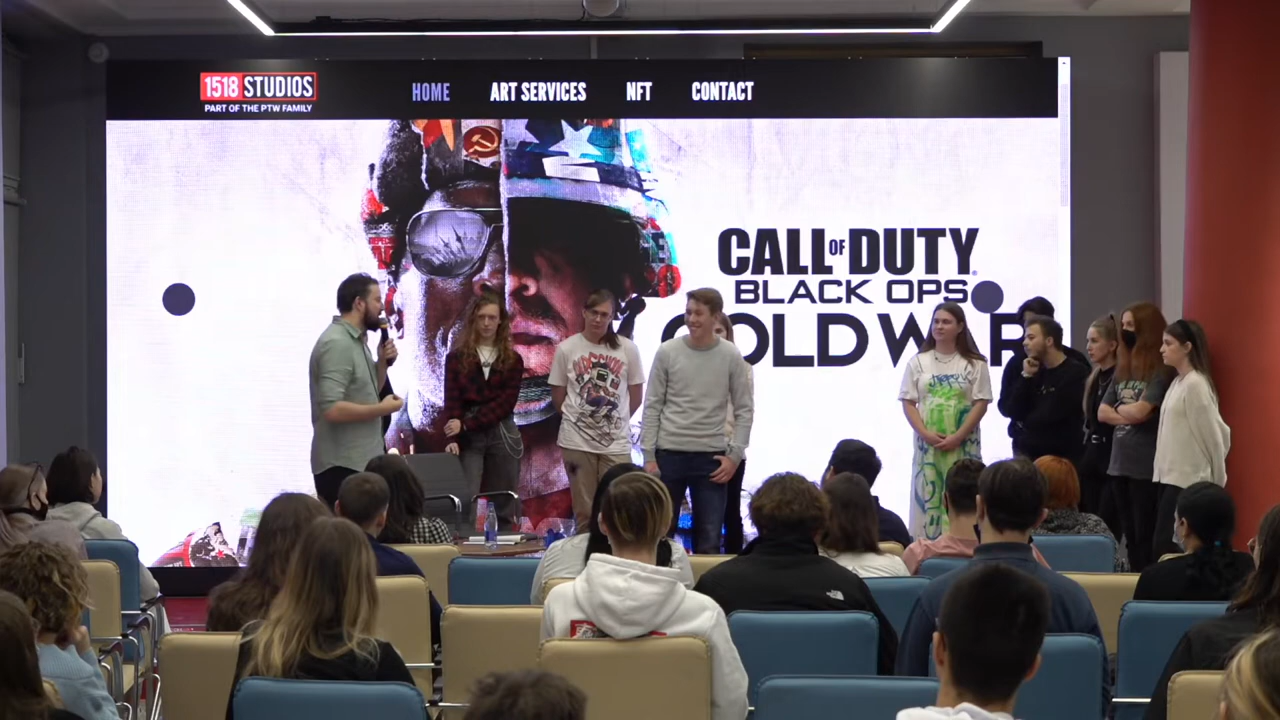 1518 STUDIOS
PART OF THE PTW FAMILY
HOME ART SERVICES NFT CONTACT
CALL OF DUTY
BLACK OPS
COLD WAR